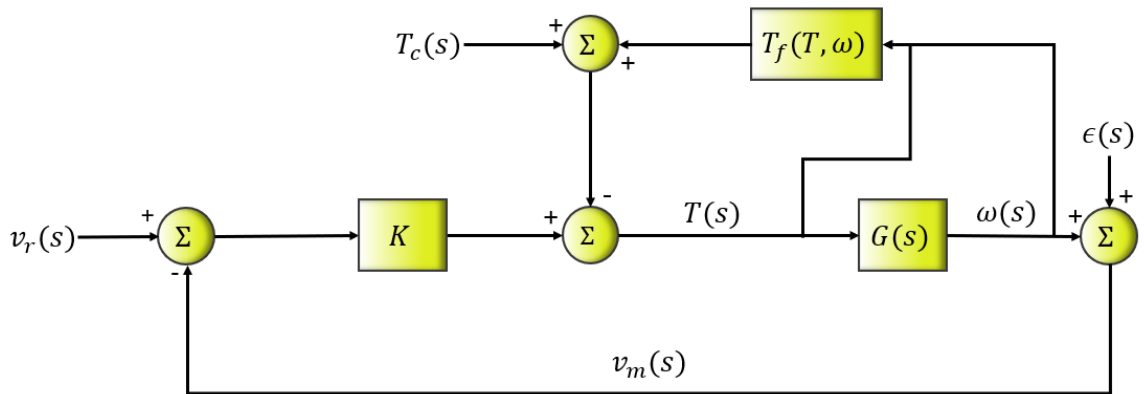 +
T_c(s)
Σ
+
T_f(T, ω)
ϵ(s)
+
-
+
+
T(s)
ω(s)
+
v_r(s)
Σ
K
Σ
G(s)
Σ
-
v_m(s)